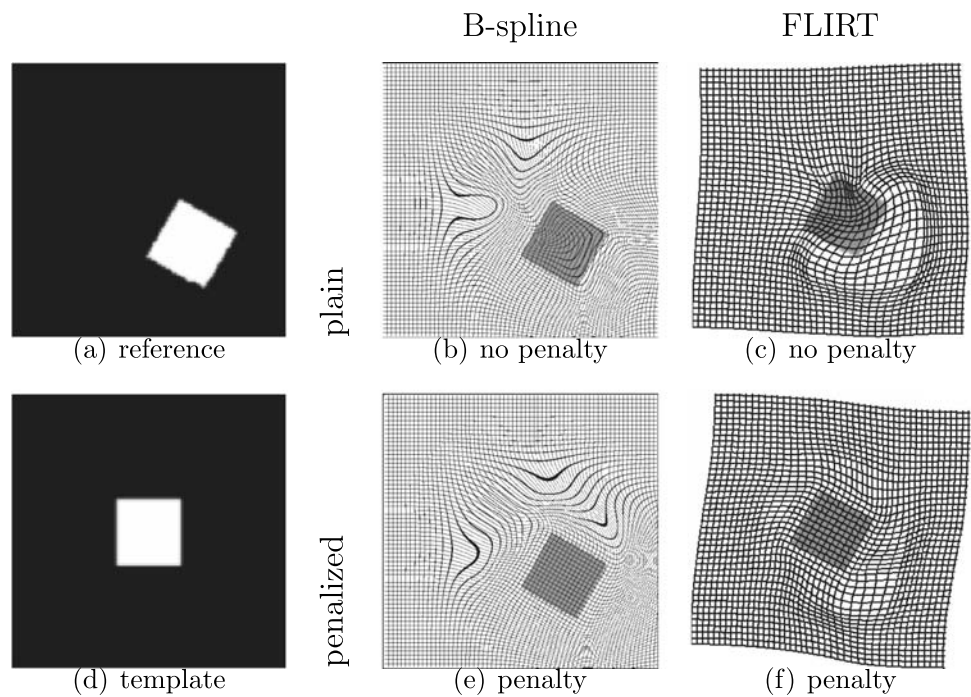 B-spline
FLIRT
plain
(a) reference
(b) no penalty
(c) no penalty
penalized
(d) template
(e) penalty
(f) penalty